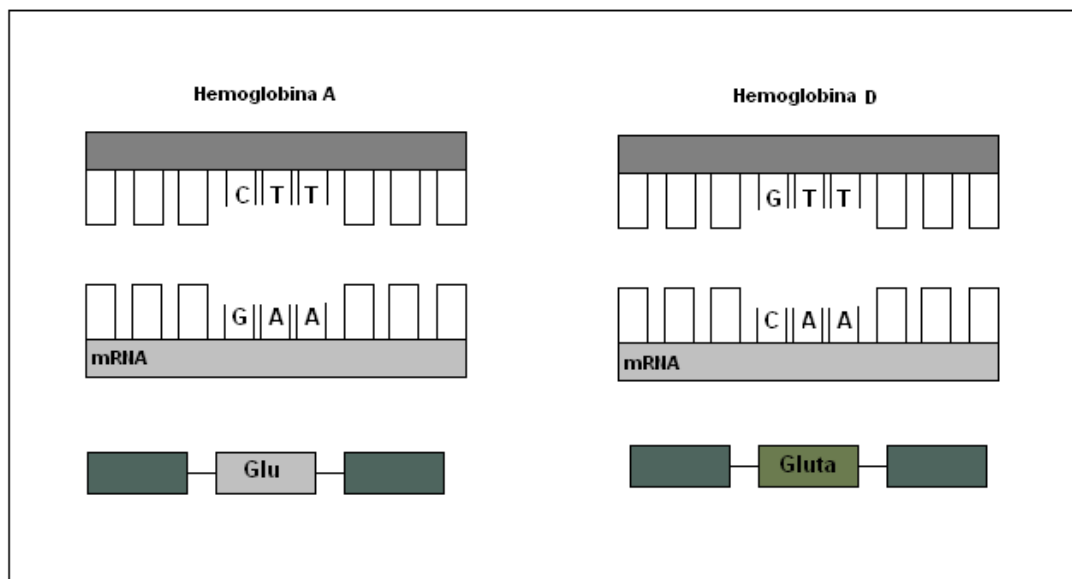 Hemoglobina A
Hemoglobina D
C T T
G T T
G A A
C A A
mRNA
mRNA
Glu
Gluta